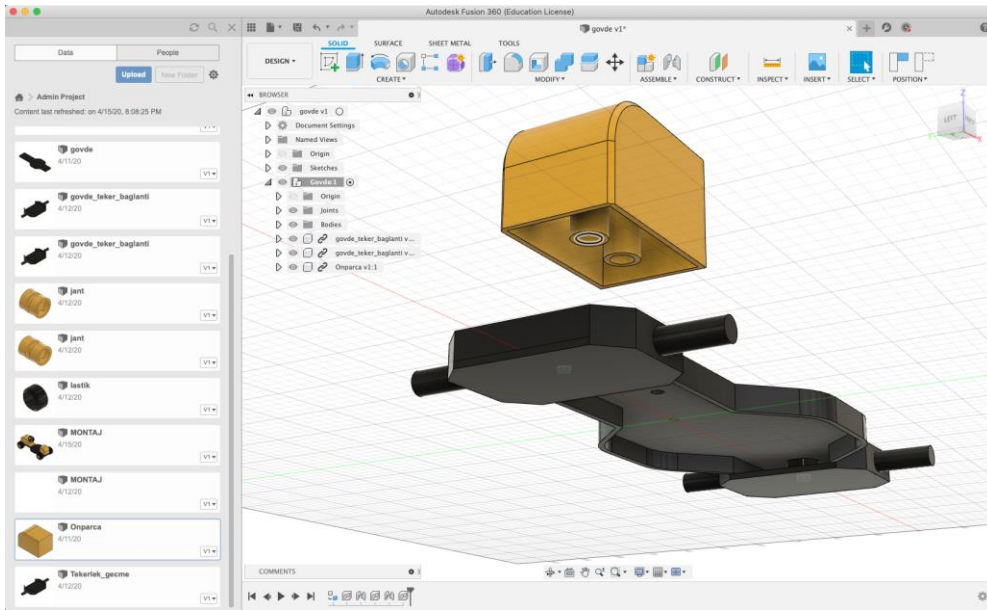 Autodesk Fusion 360 (Education License)
govde v1*
Data
People
Upload
New Folder
Admin Project
Content last refreshed: on 4/15/20, 8:08:25 PM
govde
4/11/20
V1
govde_teker_baglanti
4/12/20
V1
govde_teker_baglanti
4/12/20
V1
jant
4/12/20
V1
jant
4/12/20
V1
lastik
4/12/20
V1
MONTAJ
4/15/20
V1
MONTAJ
4/12/20
V1
Onparca
4/11/20
V1
Tekerlek_gecme
4/12/20
V1
DESIGN
SOLID
SURFACE
SHEET METAL
TOOLS
CREATE
MODIFY
ASSEMBLE
CONSTRUCT
INSPECT
INSERT
SELECT
POSITION
BROWSER
govde v1
Document Settings
Named Views
Origin
Sketches
Govde:1
Origin
Joints
Bodies
govde_teker_baglanti v...
govde_teker_baglanti v...
Onparca v1:1
Z
LEFT
COMMENTS